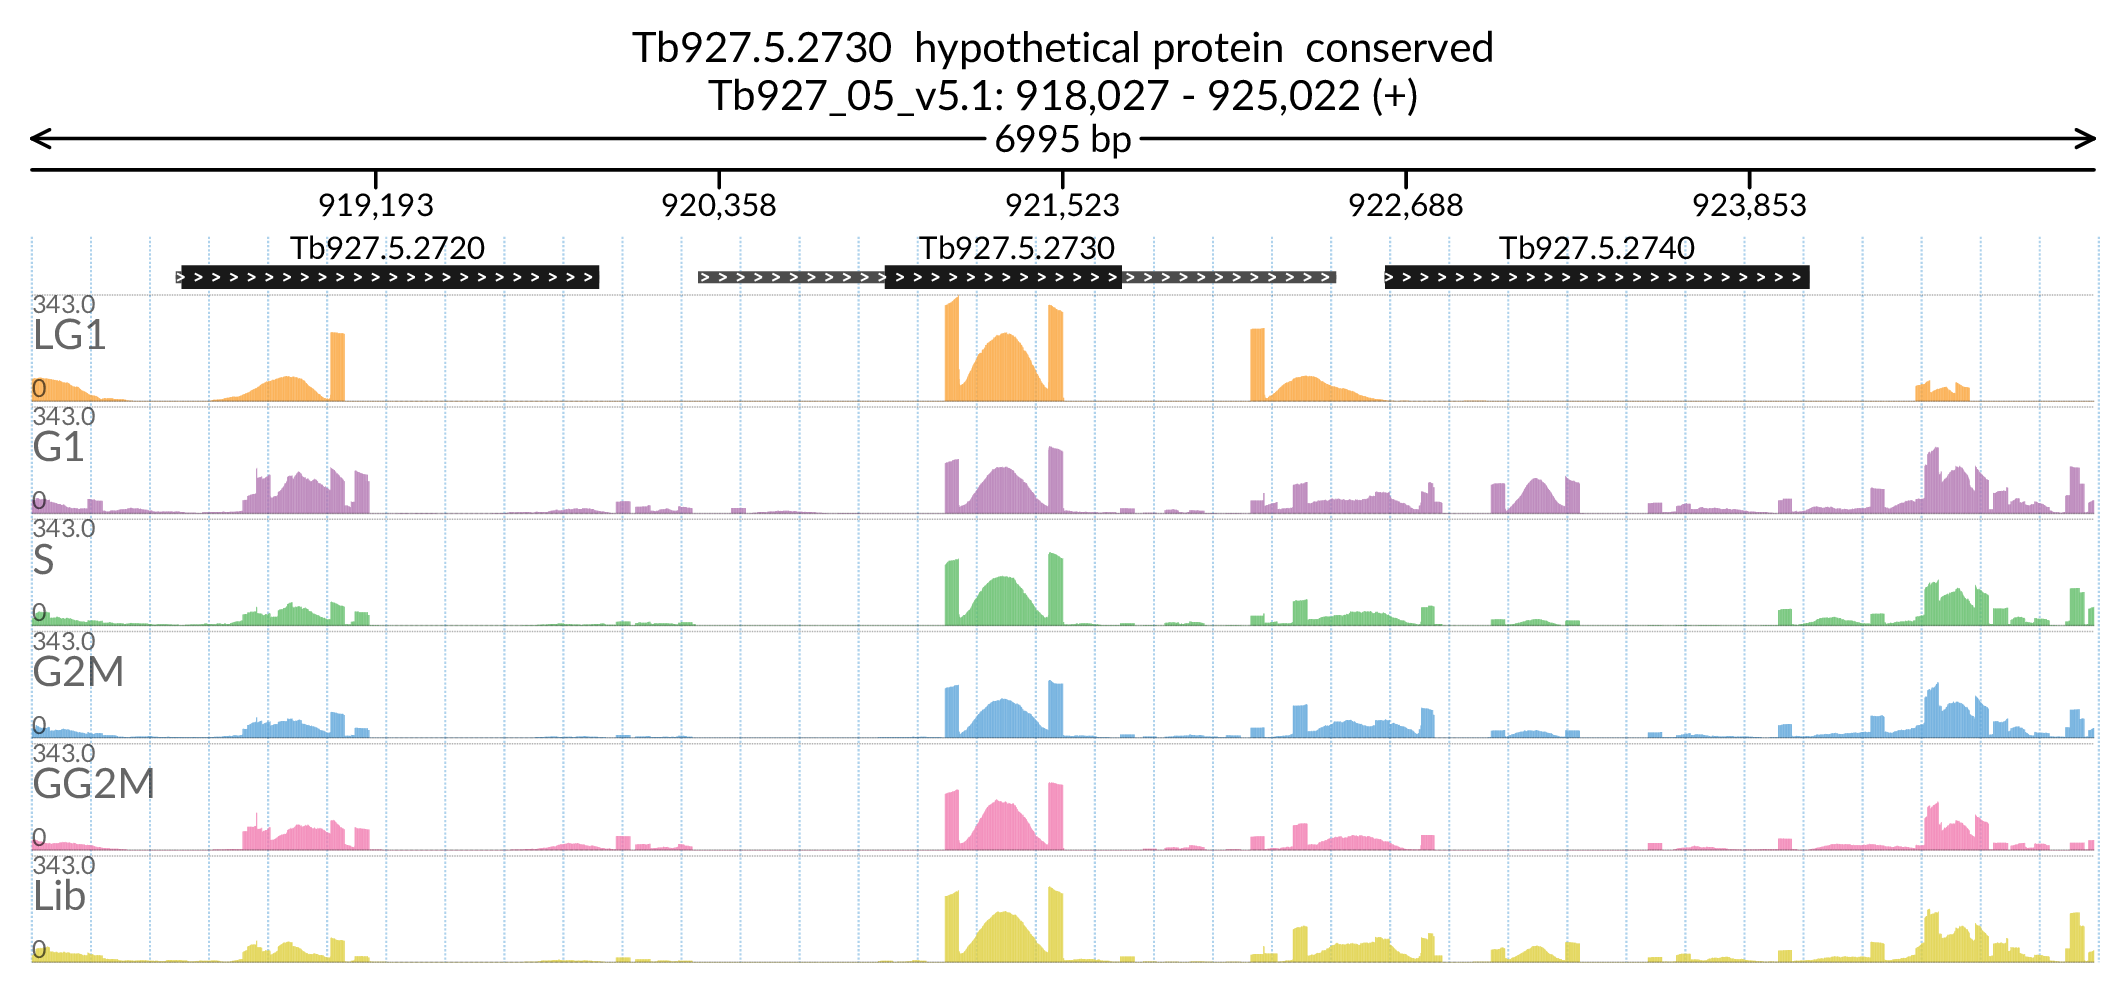 Tb927.5.2730  hypothetical protein  conserved
Tb927_05_v5.1: 918,027 - 925,022 (+)
6995 bp
919,193 920,358 921,523 922,688 923,853
Tb927.5.2720 Tb927.5.2730 Tb927.5.2740
343.0
LG1
0
343.0
G1
0
343.0
S
0
343.0
G2M
0
343.0
GG2M
0
343.0
Lib
0